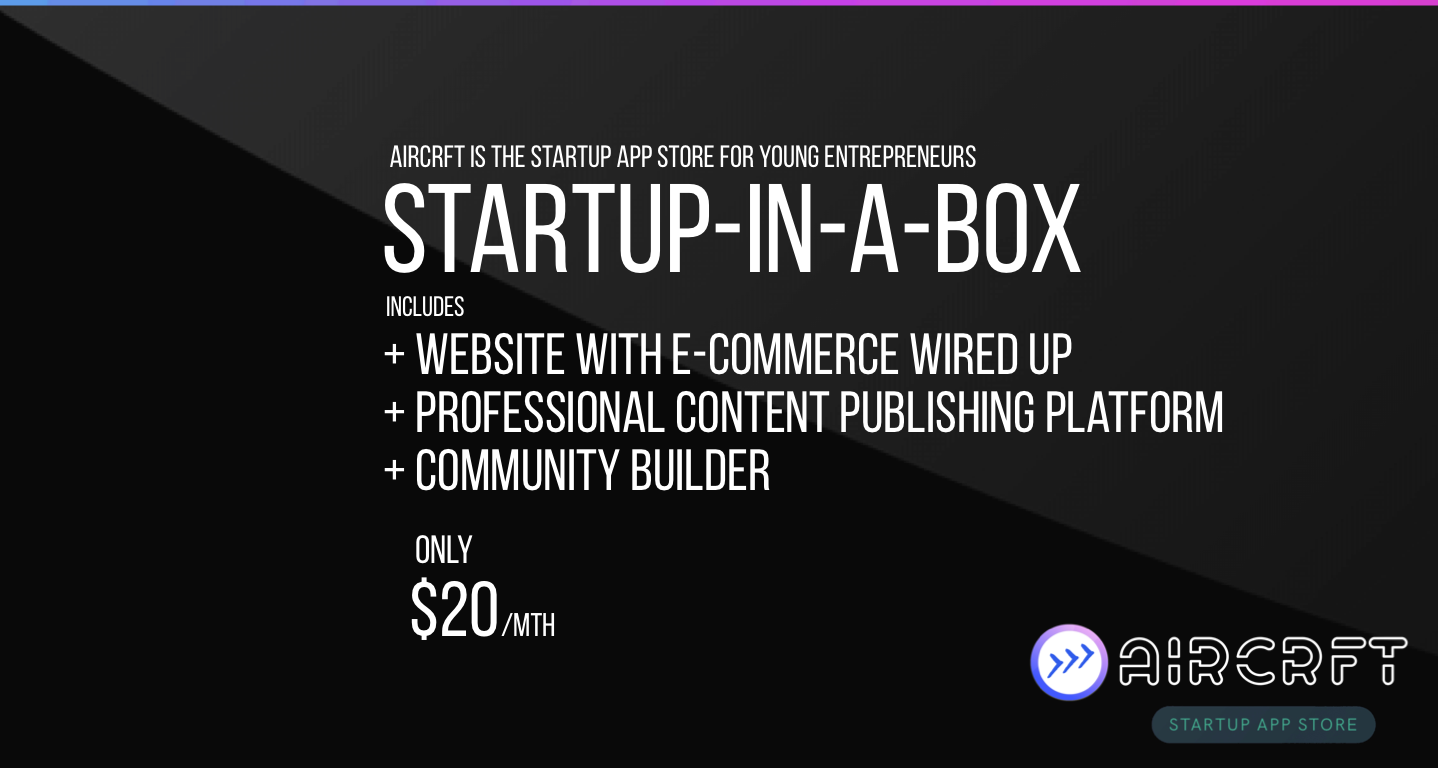 AIRCRFT IS THE STARTUP APP STORE FOR YOUNG ENTREPRENEURS
STARTUP-IN-A-BOX
INCLUDES
+ WEBSITE WITH E-COMMERCE WIRED UP
+ PROFESSIONAL CONTENT PUBLISHING PLATFORM
+ COMMUNITY BUILDER
ONLY
$20/MTH
AIRCRFT
STARTUP APP STORE